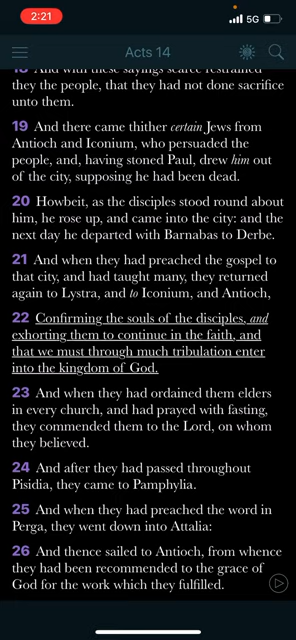 2:21
5G
Acts 14
18 And with these sayings scarce restrained
they the people, that they had not done sacrifice
unto them.
19 And there came thither certain Jews from
Antioch and Iconium, who persuaded the
people, and, having stoned Paul, drew him out
of the city, supposing he had been dead.
20 Howbeit, as the disciples stood round about
him, he rose up, and came into the city: and the
next day he departed with Barnabas to Derbe.
21 And when they had preached the gospel to
that city, and had taught many, they returned
again to Lystra, and to Iconium, and Antioch,
22 Confirming the souls of the disciples, and
exhorting them to continue in the faith, and
that we must through much tribulation enter
into the kingdom of God.
23 And when they had ordained them elders
in every church, and had prayed with fasting,
they commended them to the Lord, on whom
they believed.
24 And after they had passed throughout
Pisidia, they came to Pamphylia.
25 And when they had preached the word in
Perga, they went down into Attalia:
26 And thence sailed to Antioch, from whence
they had been recommended to the grace of
God for the work which they fulfilled.